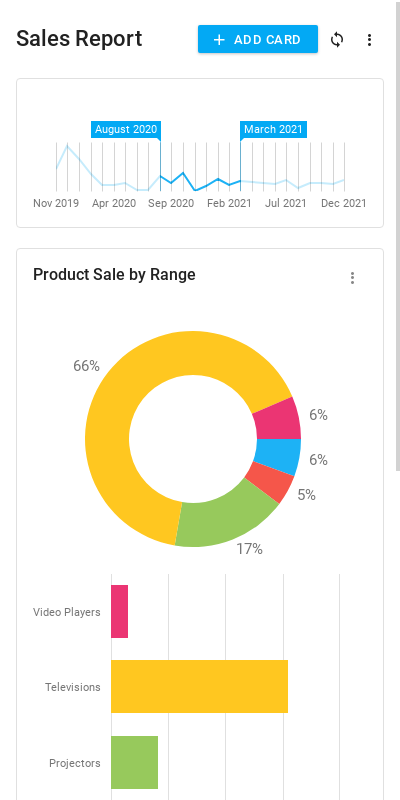 Sales Report
ADD CARD
August 2020
March 2021
Nov 2019
Apr 2020
Sep 2020
Feb 2021
Jul 2021
Dec 2021
Product Sale by Range
66%
6%
6%
5%
17%
Video Players
Televisions
Projectors